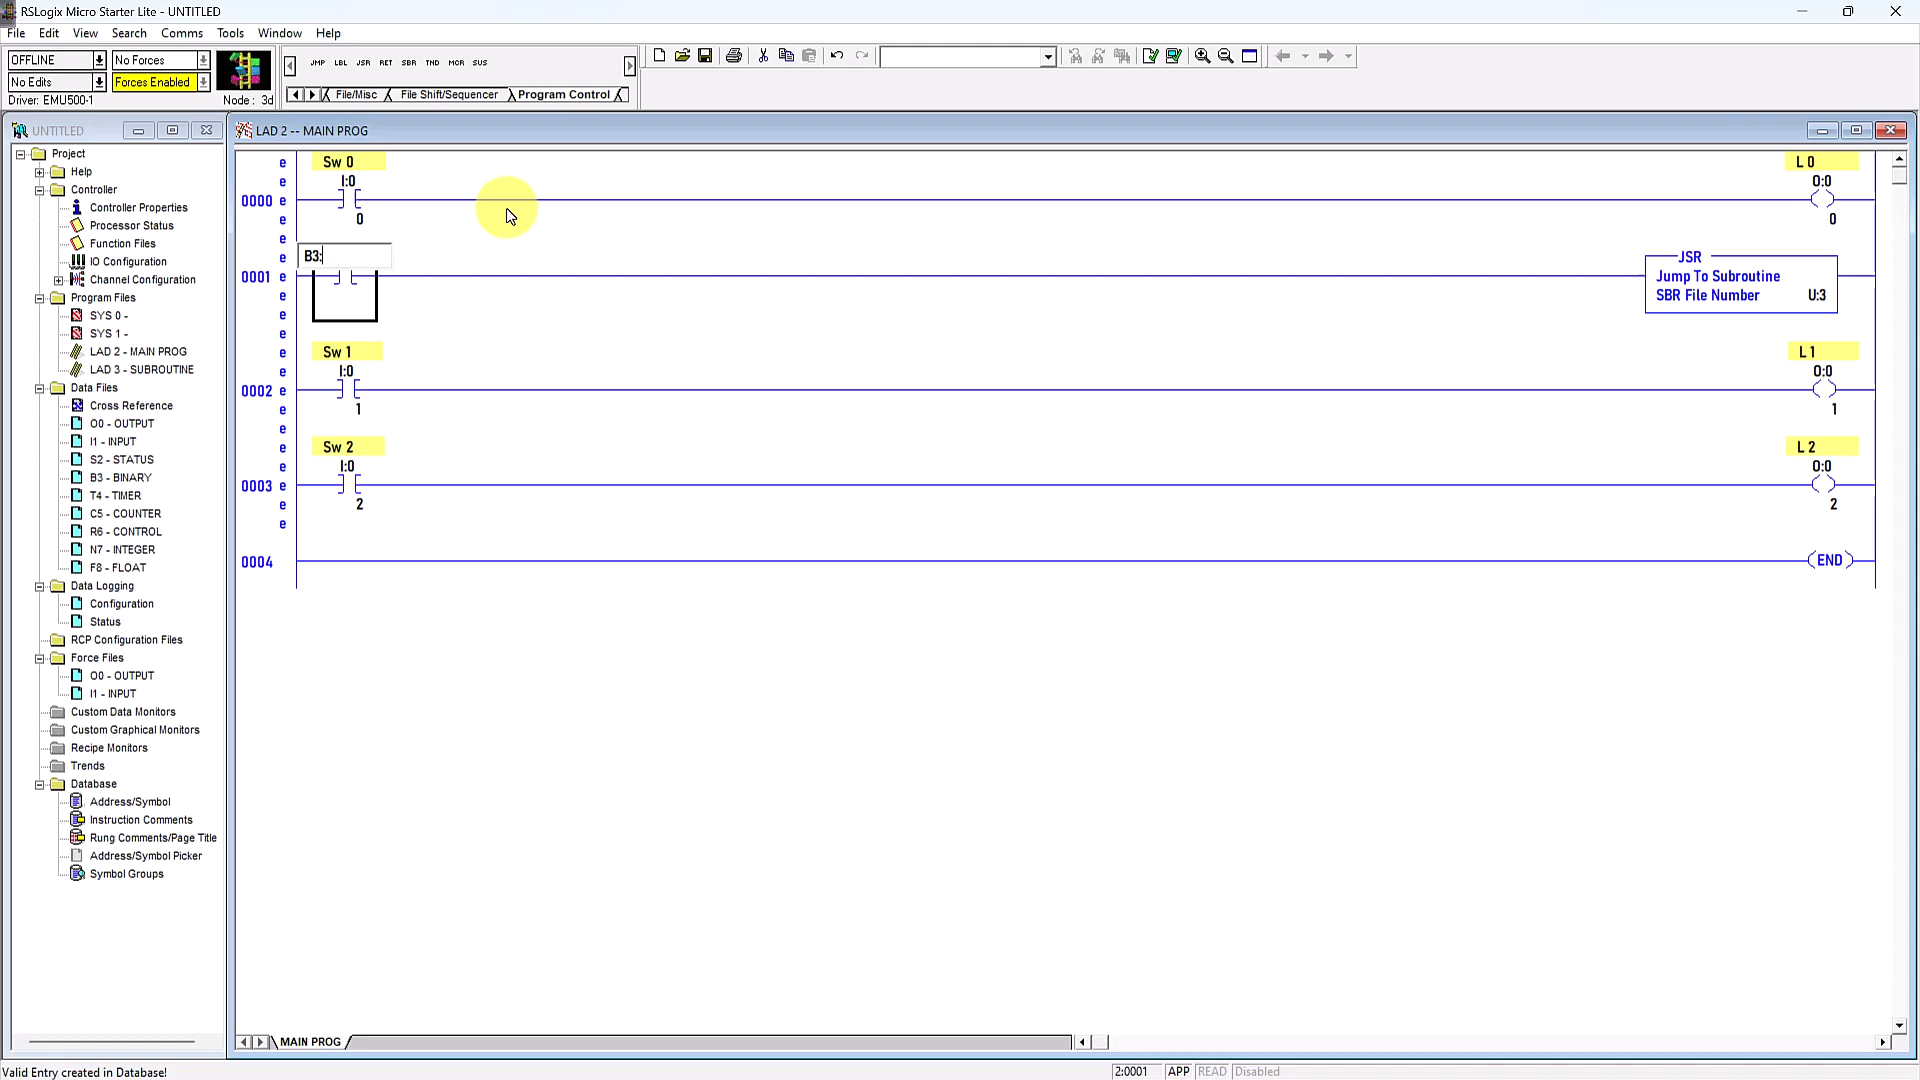 RSLogix Micro Starter Lite - UNTITLED
File Edit View Search Comms Tools Window Help
OFFLINE No Forces
No Edits Forces Enabled
Driver: EMU500-1 Node : 3d
JMP LBL JSR RET SBR TND MCR SUS
File/Misc File Shift/Sequencer Program Control
UNTITLED
Project
Help
Controller
Controller Properties
Processor Status
Function Files
IO Configuration
Channel Configuration
Program Files
SYS 0 -
SYS 1 -
LAD 2 - MAIN PROG
LAD 3 - SUBROUTINE
Data Files
Cross Reference
O0 - OUTPUT
I1 - INPUT
S2 - STATUS
B3 - BINARY
T4 - TIMER
C5 - COUNTER
R6 - CONTROL
N7 - INTEGER
F8 - FLOAT
Data Logging
Configuration
Status
RCP Configuration Files
Force Files
O0 - OUTPUT
I1 - INPUT
Custom Data Monitors
Custom Graphical Monitors
Recipe Monitors
Trends
Database
Address/Symbol
Instruction Comments
Rung Comments/Page Title
Address/Symbol Picker
Symbol Groups
LAD 2 -- MAIN PROG
e Sw 0 L 0
e I:0 O:0
0000 e
e 0 0
e
e B3: JSR
0001 e Jump To Subroutine
e SBR File Number U:3
e
e
e Sw 1 L 1
e I:0 O:0
0002 e
e 1 1
e
e Sw 2 L 2
e I:0 O:0
0003 e
e 2 2
e
0004 END
MAIN PROG
Valid Entry created in Database! 2:0001 APP READ Disabled